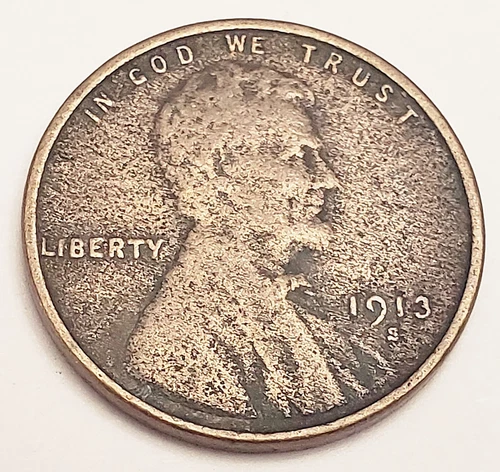 IN GOD WE TRUST
LIBERTY
1913
S